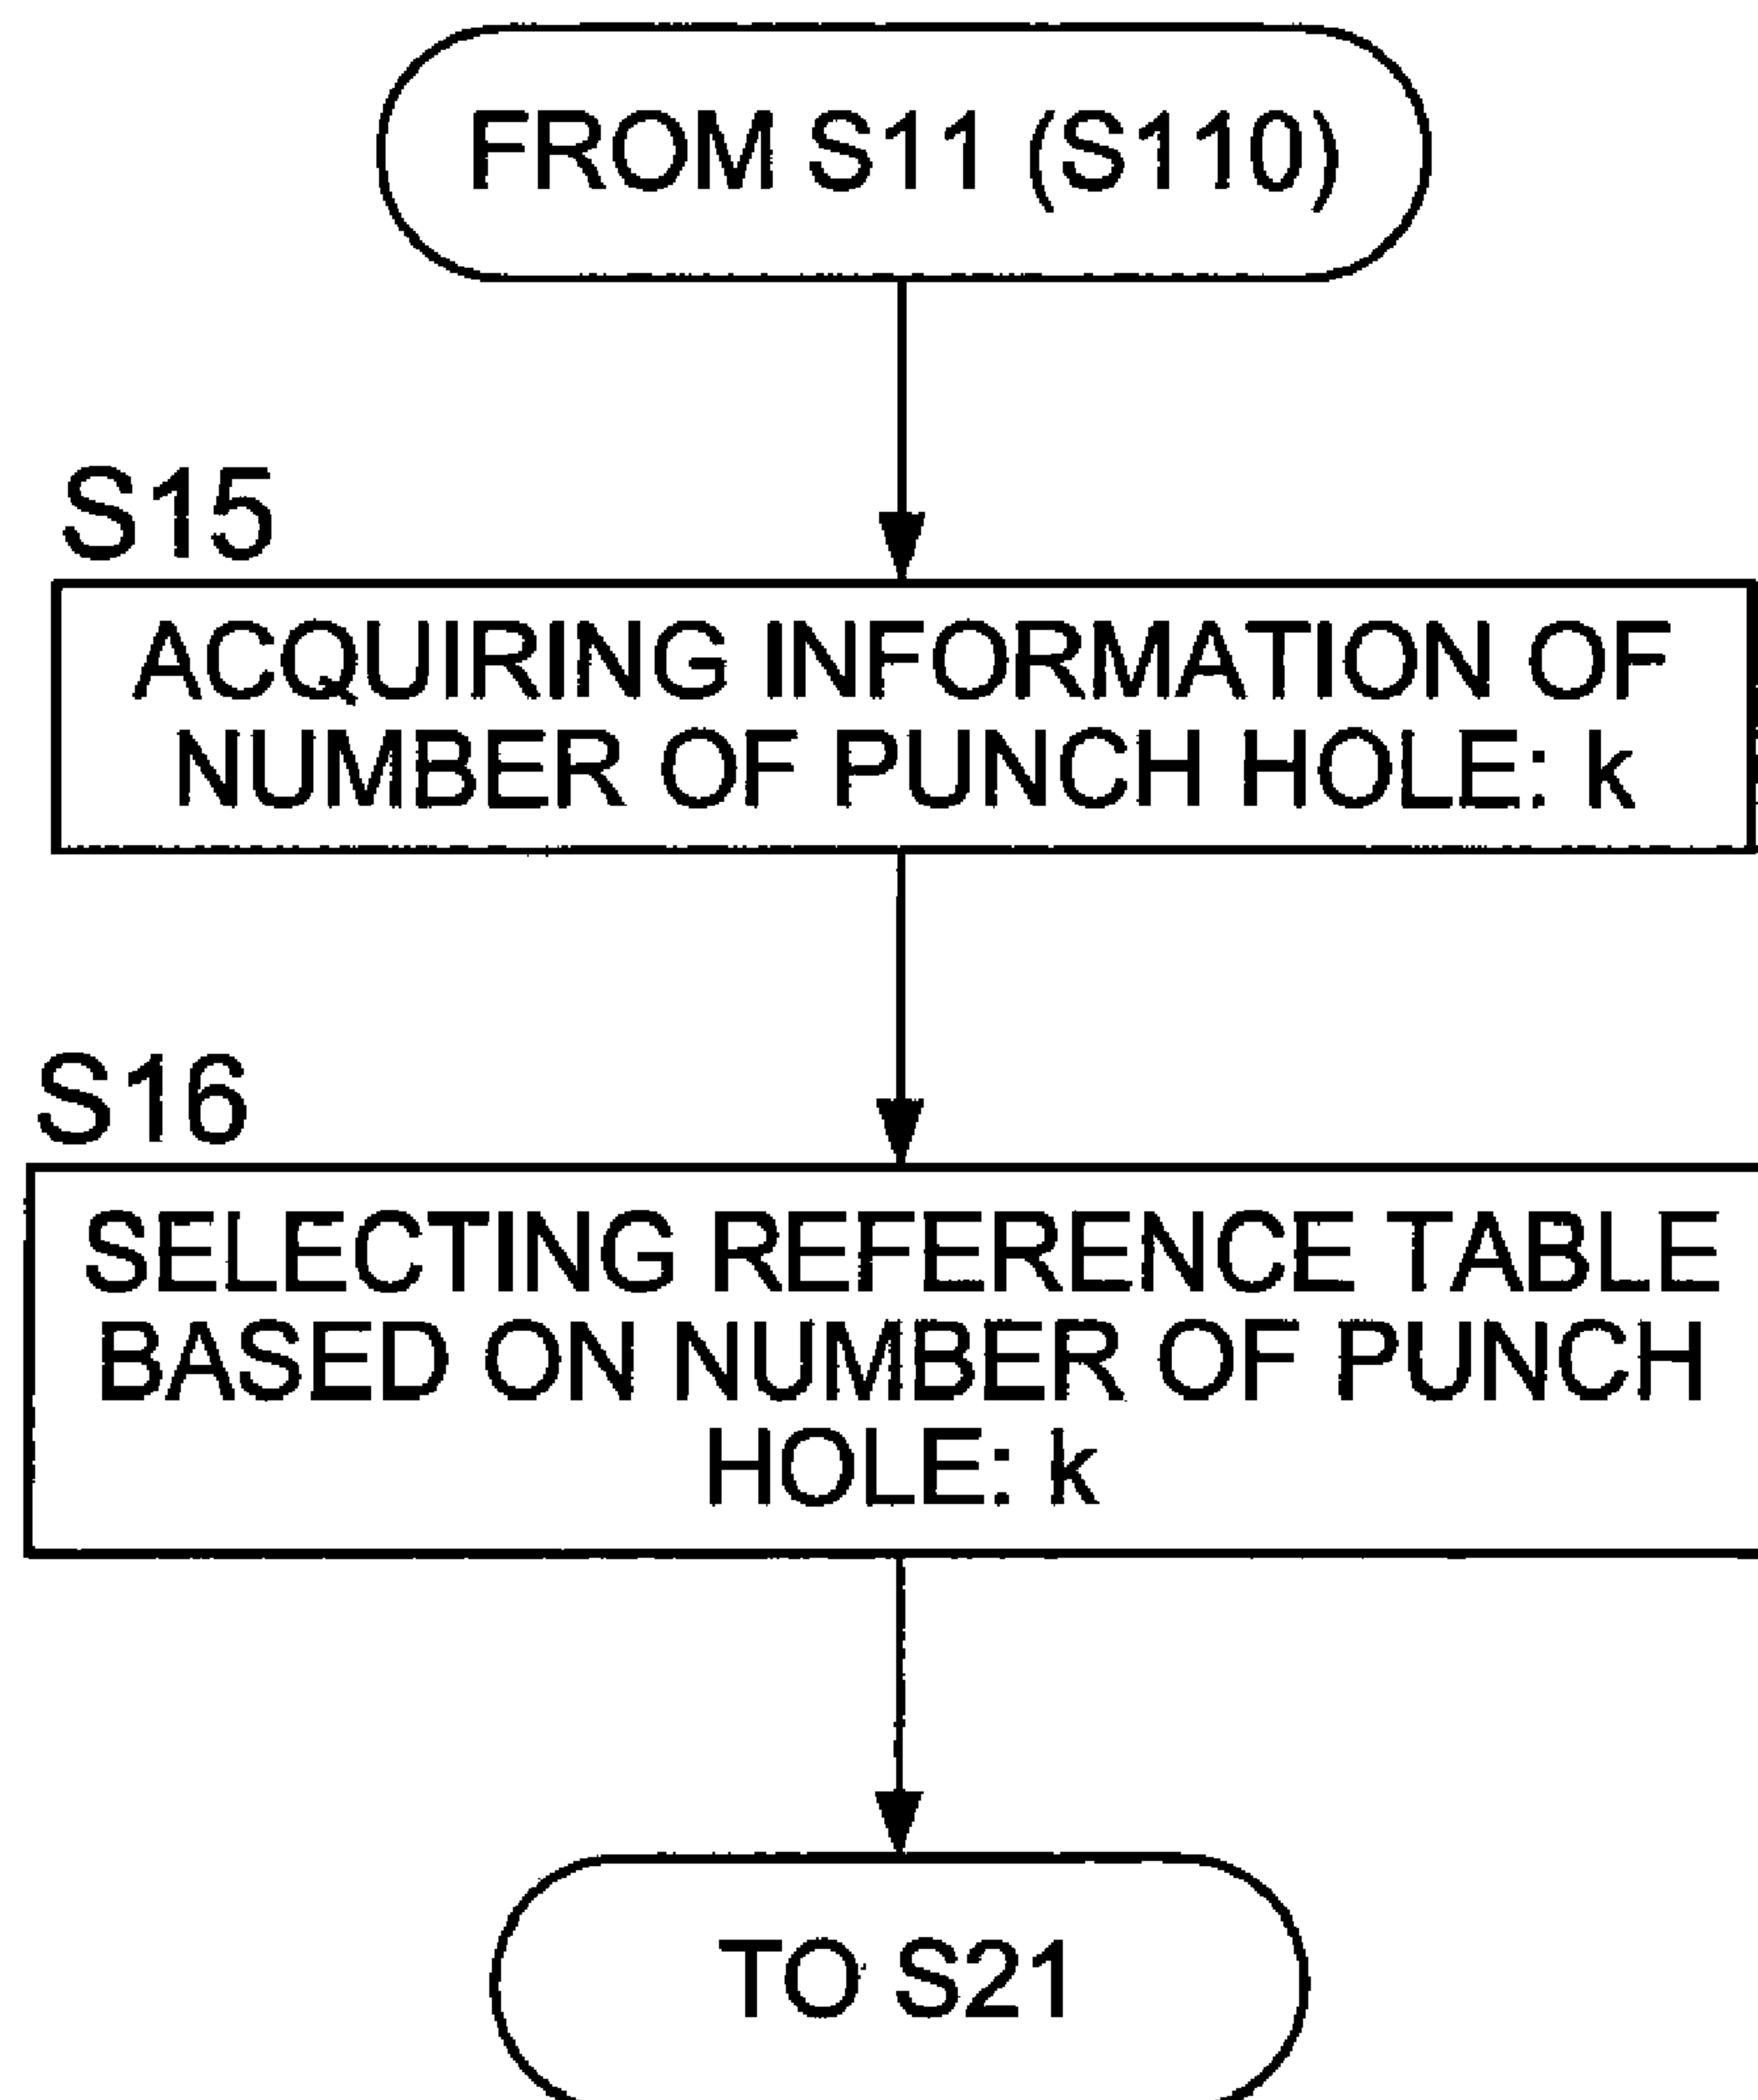 FROM S11 (S110)
S15
ACQUIRING INFORMATION OF
NUMBER OF PUNCH HOLE: k
S16
SELECTING REFERENCE TABLE
BASED ON NUMBER OF PUNCH
HOLE: k
TO S21